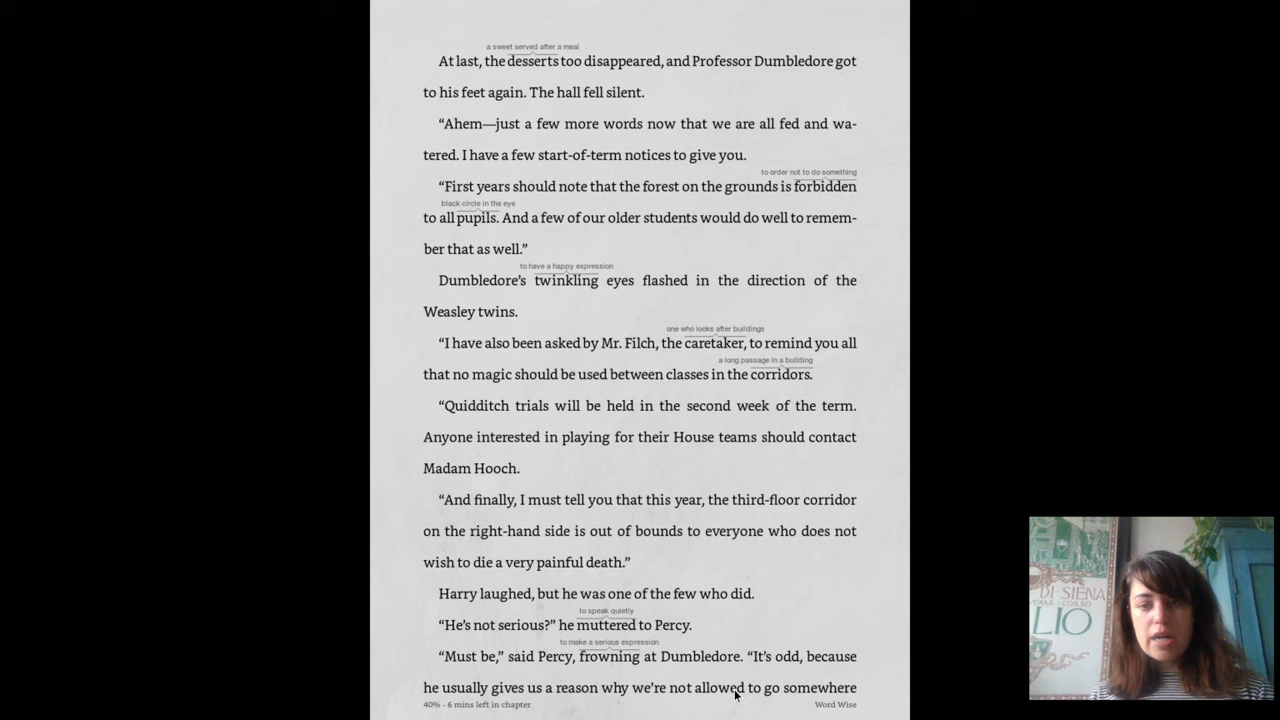 a sweet served after a meal
At last, the desserts too disappeared, and Professor Dumbledore got
to his feet again. The hall fell silent.
“Ahem—just a few more words now that we are all fed and wa-
tered. I have a few start-of-term notices to give you.
to order not to do something
“First years should note that the forest on the grounds is forbidden
black circle in the eye
to all pupils. And a few of our older students would do well to remem-
ber that as well.”
to have a happy expression
Dumbledore’s twinkling eyes flashed in the direction of the
Weasley twins.
one who looks after buildings
“I have also been asked by Mr. Filch, the caretaker, to remind you all
a long passage in a building
that no magic should be used between classes in the corridors.
“Quidditch trials will be held in the second week of the term.
Anyone interested in playing for their House teams should contact
Madam Hooch.
“And finally, I must tell you that this year, the third-floor corridor
on the right-hand side is out of bounds to everyone who does not
wish to die a very painful death.”
Harry laughed, but he was one of the few who did.
to speak quietly
“He’s not serious?” he muttered to Percy.
to make a serious expression
“Must be,” said Percy, frowning at Dumbledore. “It’s odd, because
he usually gives us a reason why we’re not allowed to go somewhere
40% - 6 mins left in chapter
Word Wise
DI SIENA
CORSO
LIO